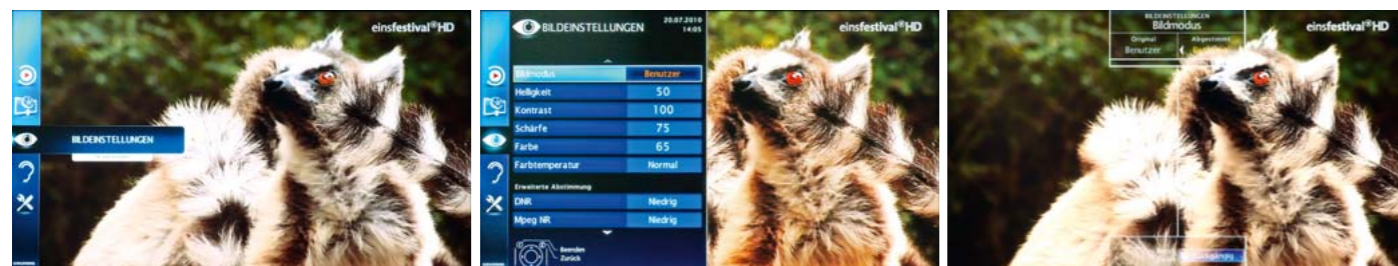 einsfestival®HD
BILDEINSTELLUNGEN
BILDEINSTELLUNGEN
20.07.2010
14:05
einsfestival®HD
Bildmodus Benutzer
Helligkeit 50
Kontrast 100
Schärfe 75
Farbe 65
Farbtemperatur Normal
Erweiterte Abstimmung
DNR Niedrig
Mpeg NR Niedrig
Beenden
Zurück
BILDEINSTELLUNGEN
Bildmodus
einsfestival®HD
Original Abgestimmt
Benutzer